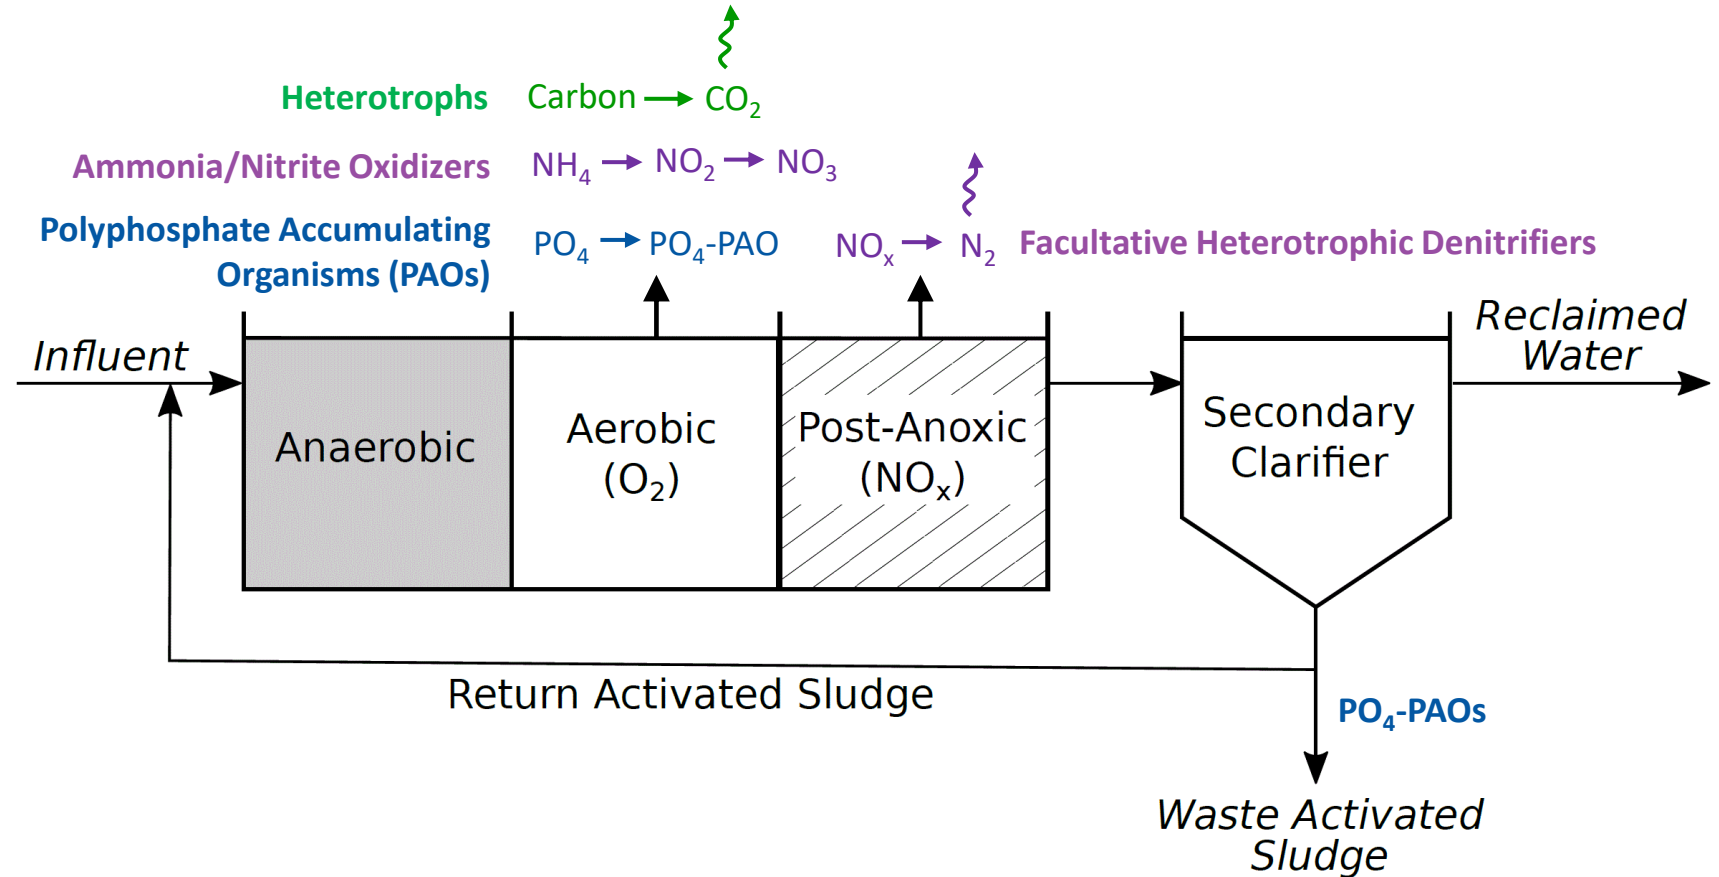 Heterotrophs Carbon → CO₂
Ammonia/Nitrite Oxidizers NH₄ → NO₂ → NO₃
Polyphosphate Accumulating
Organisms (PAOs)
PO₄ → PO₄-PAO
NOₓ → N₂ Facultative Heterotrophic Denitrifiers
Influent
Anaerobic
Aerobic
(O₂)
Post-Anoxic
(NOₓ)
Secondary
Clarifier
Reclaimed
Water
Return Activated Sludge
PO₄-PAOs
Waste Activated
Sludge